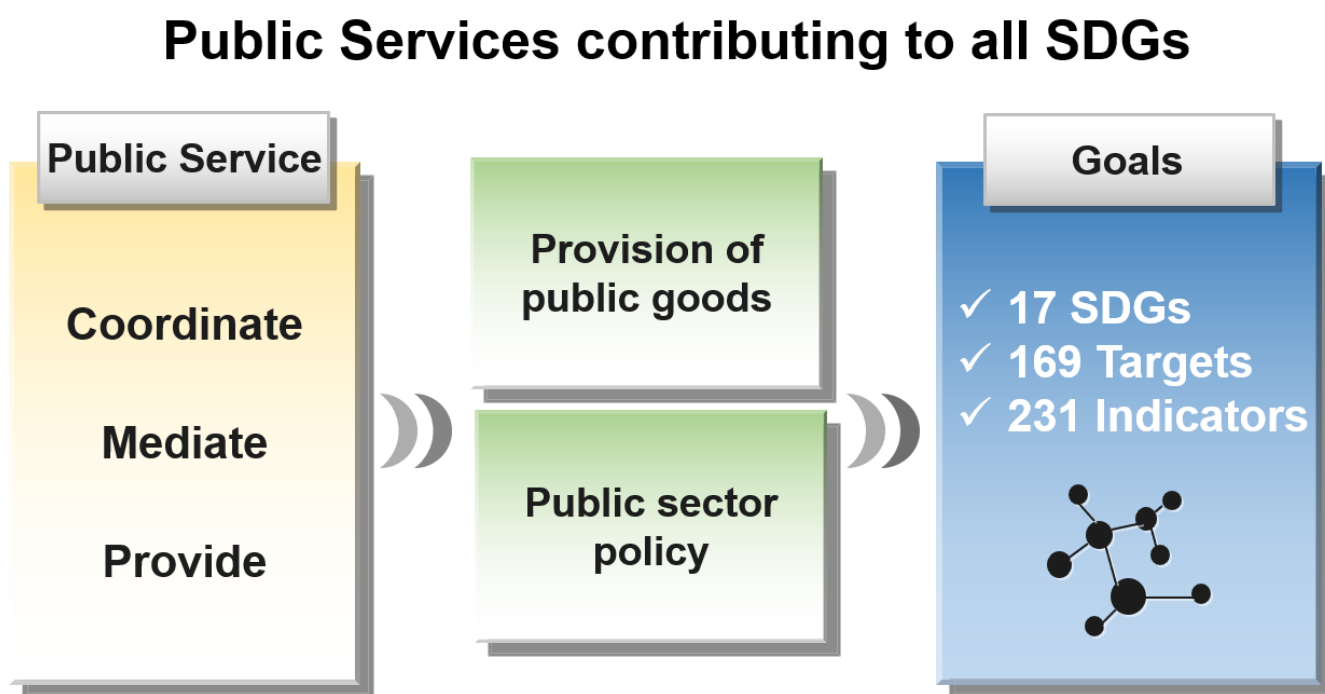 Public Services contributing to all SDGs
Public Service
Coordinate
Mediate
Provide
Provision of
public goods
Public sector
policy
Goals
✓ 17 SDGs
✓ 169 Targets
✓ 231 Indicators